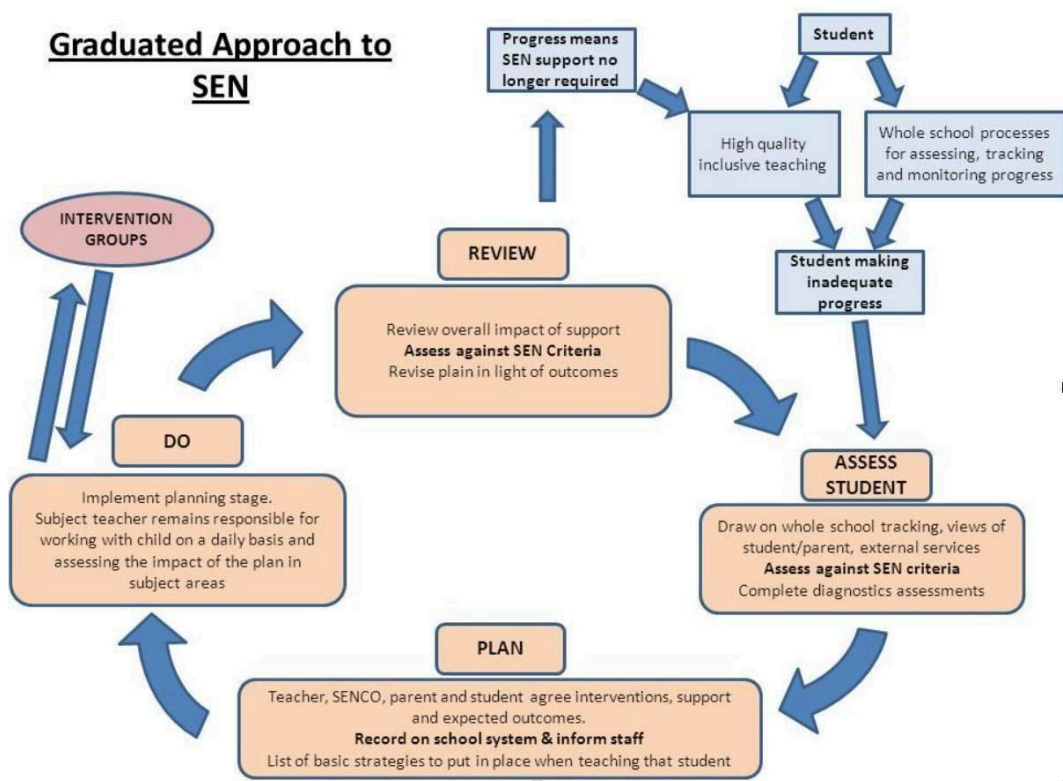 Graduated Approach to
SEN
Progress means
SEN support no
longer required
Student
High quality
inclusive teaching
Whole school processes
for assessing, tracking
and monitoring progress
Student making
inadequate
progress
INTERVENTION
GROUPS
REVIEW
Review overall impact of support
Assess against SEN Criteria
Revise plain in light of outcomes
DO
Implement planning stage.
Subject teacher remains responsible for
working with child on a daily basis and
assessing the impact of the plan in
subject areas
ASSESS
STUDENT
Draw on whole school tracking, views of
student/parent, external services
Assess against SEN criteria
Complete diagnostics assessments
PLAN
Teacher, SENCO, parent and student agree interventions, support
and expected outcomes.
Record on school system & inform staff
List of basic strategies to put in place when teaching that student